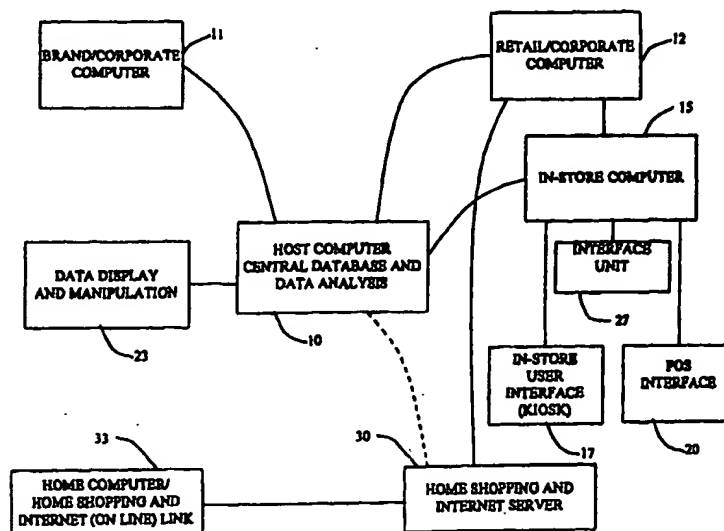 11
BRAND/CORPORATE
COMPUTER
RETAIL/CORPORATE
COMPUTER
12
15
IN-STORE COMPUTER
HOST COMPUTER
CENTRAL DATABASE AND
DATA ANALYSIS
10
DATA DISPLAY
AND MANIPULATION
23
INTERFACE
UNIT
27
IN-STORE
USER
INTERFACE
(KIOSK)
17
POS
INTERFACE
20
33
HOME COMPUTER/
HOME SHOPPING AND
INTERNET (ON LINE) LINK
30
HOME SHOPPING AND
INTERNET SERVER